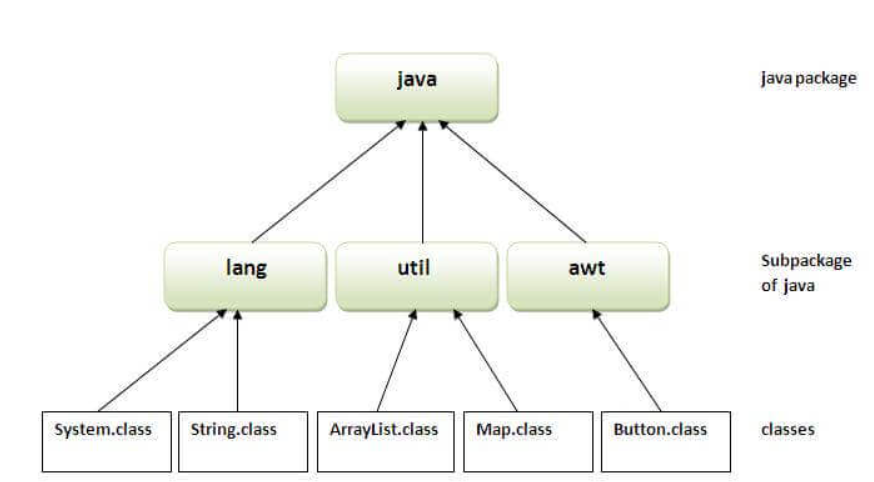 java
java package
lang
util
awt
Subpackage
of java
System.class
String.class
ArrayList.class
Map.class
Button.class
classes